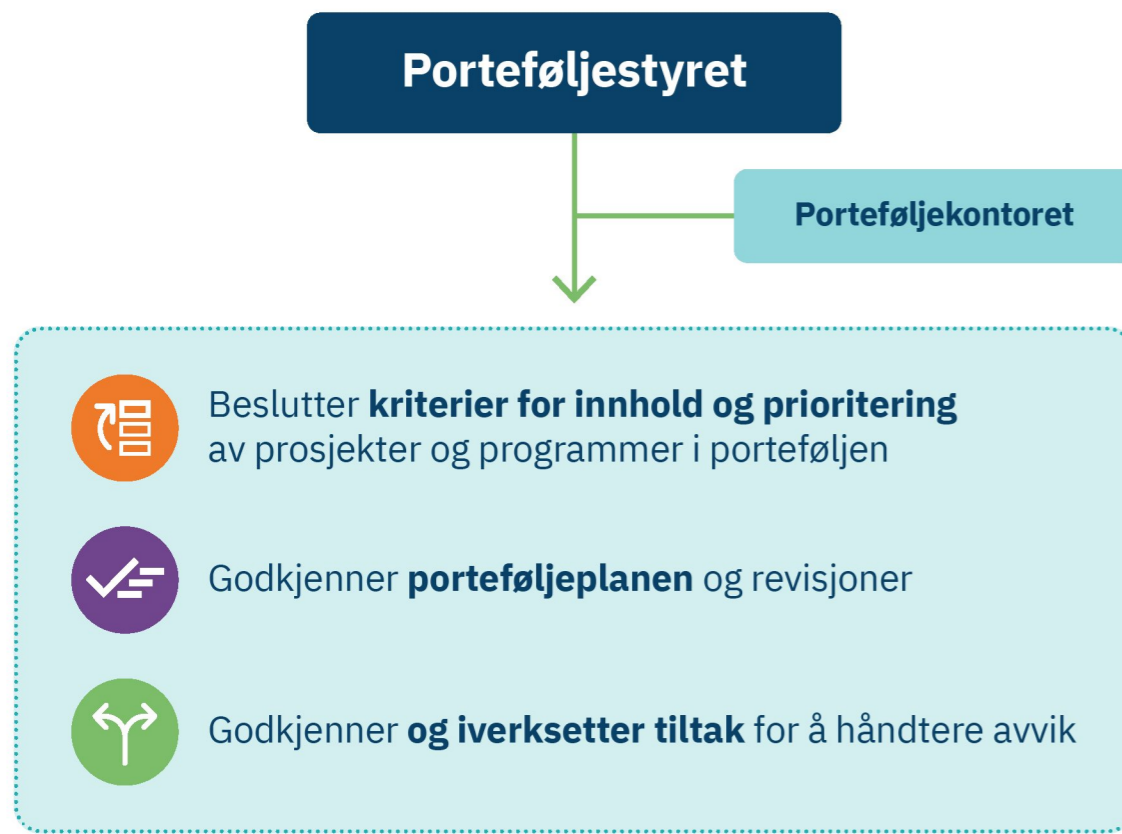 Porteføljestyret
Porteføljekontoret
Beslutter kriterier for innhold og prioritering
av prosjekter og programmer i porteføljen
Godkjenner porteføljeplanen og revisjoner
Godkjenner og iverksetter tiltak for å håndtere avvik